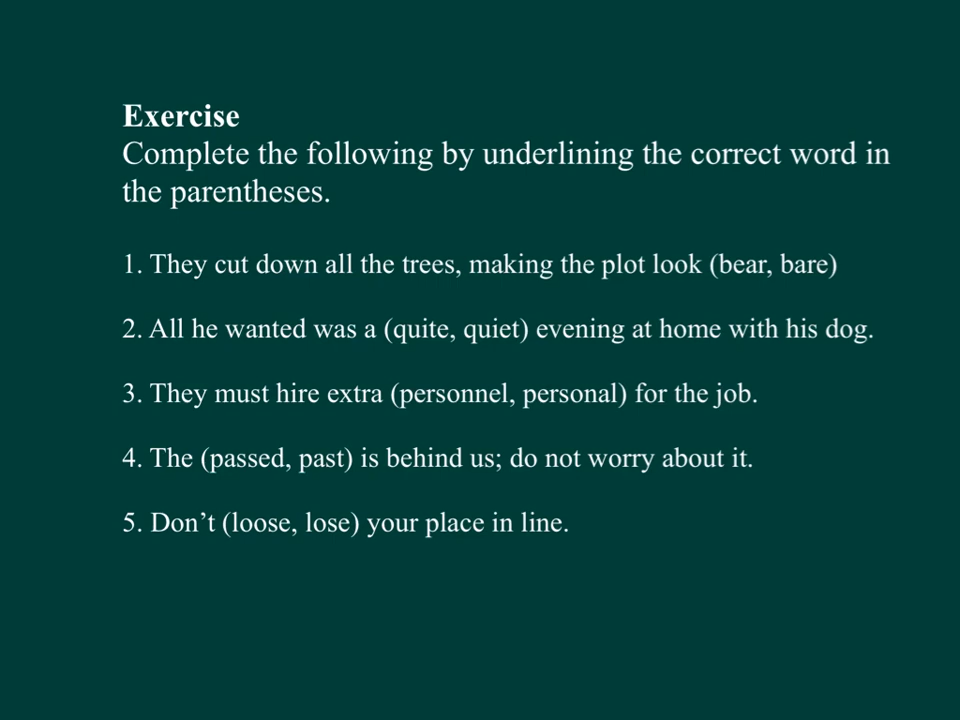 Exercise
Complete the following by underlining the correct word in
the parentheses.
1. They cut down all the trees, making the plot look (bear, bare)
2. All he wanted was a (quite, quiet) evening at home with his dog.
3. They must hire extra (personnel, personal) for the job.
4. The (passed, past) is behind us; do not worry about it.
5. Don’t (loose, lose) your place in line.